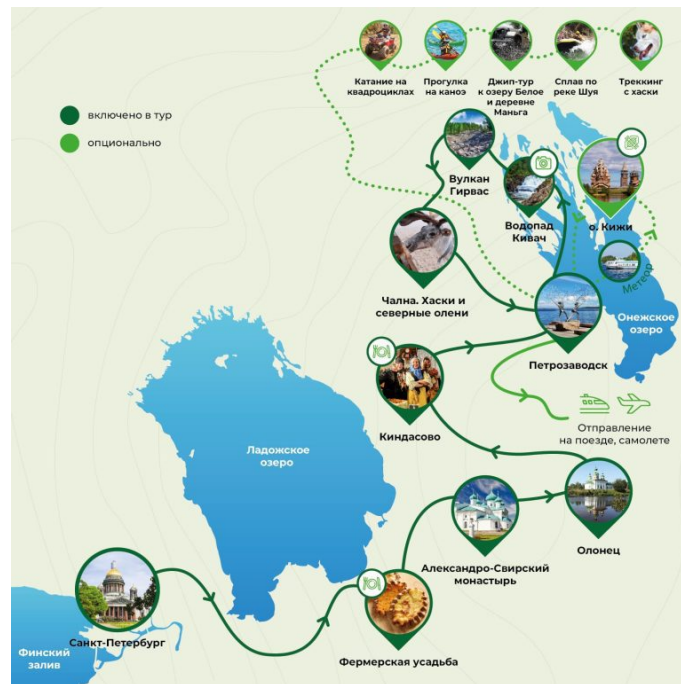 Катание на
квадроциклах
Прогулка
на каноэ
Джип-тур
к озеру Белое
и деревне
Маньга
Сплав по
реке Шуя
Треккинг
с хаски
включено в тур
опционально
Вулкан
Гирвас
Водопад
Кивач
о. Кижи
Метеор
Чална. Хаски и
северные олени
Онежское
озеро
Петрозаводск
Киндасово
Отправление
на поезде, самолете
Ладожское
озеро
Олонец
Александро-Свирский
монастырь
Санкт-Петербург
Финский
залив
Фермерская усадьба